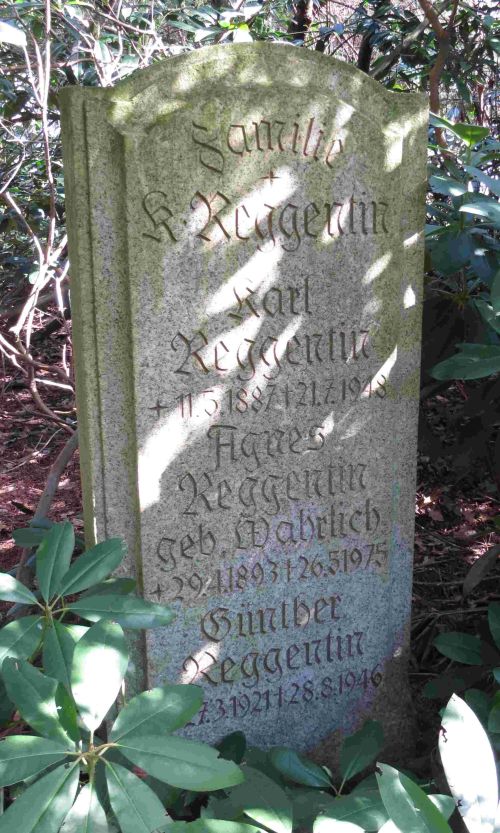 Familie
K. Reggentin
Karl
Reggentin
+ 11.3.1887 † 21.7.1948
Agnes
Reggentin
geb. Wahrlich
+ 29.4.1893 † 26.5.1975
Günther
Reggentin
7.3.1921 † 28.8.1946